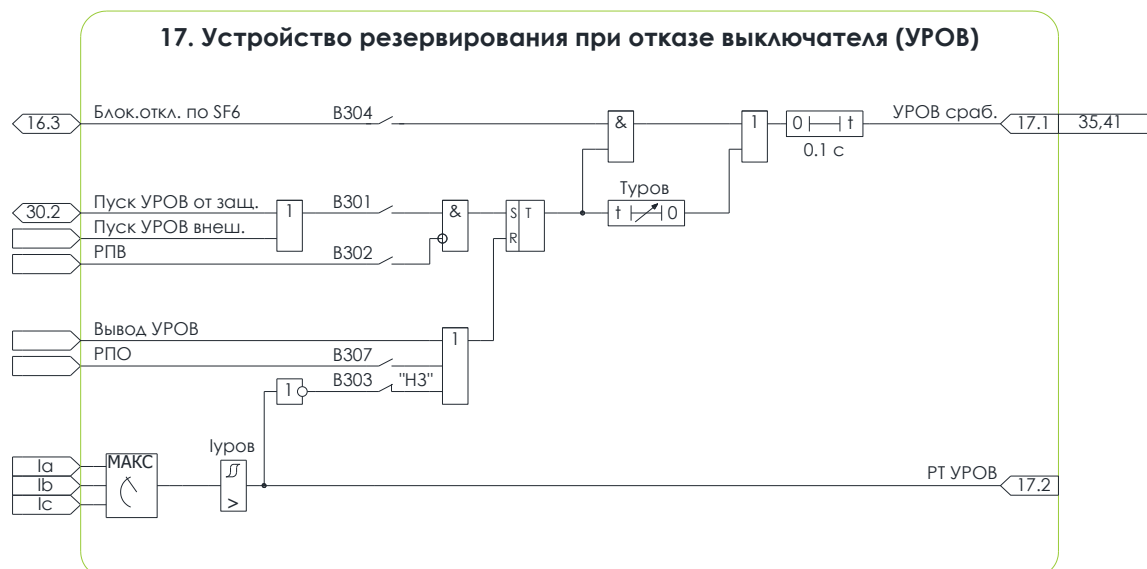 17. Устройство резервирования при отказе выключателя (УРОВ)
16.3 Блок.откл. по SF6 В304 & 1 0 t УРОВ сраб. 17.1 35,41
0.1 с
30.2 Пуск УРОВ от защ. 1 В301 & S T Туров t 0
Пуск УРОВ внеш. R
РПВ В302
Вывод УРОВ 1
РПО В307
1 В303 "НЗ"
Iуров
Ia МАКС
Ib > РТ УРОВ 17.2
Ic